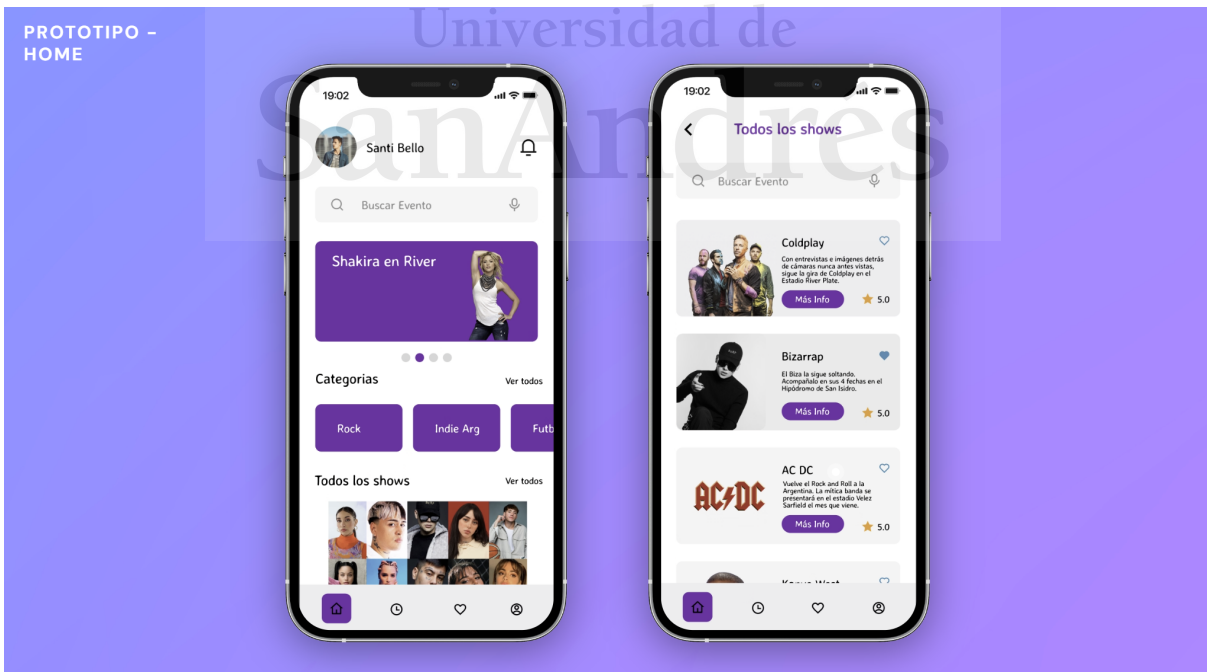 PROTOTIPO -
HOME
Universidad de
SanAndrés
19:02
Santi Bello
Buscar Evento
Shakira en River
Categorias
Ver todos
Rock
Indie Arg
Futb
Todos los shows
Ver todos
19:02
Todos los shows
Buscar Evento
Coldplay
Con entrevistas e imágenes detrás
de cámaras nunca antes vistas,
sigue la gira de Coldplay en el
Estadio River Plate.
Más Info
5.0
Bizarrap
El Biza la sigue soltando.
Acompañalo en sus 4 fechas en el
Hipódromo de San Isidro.
Más Info
5.0
AC DC
AC DC
Vuelve el Rock and Roll a la
Argentina. La mítica banda se
presentará en el estadio Velez
Sarfield el mes que viene.
Más Info
5.0
Kanye West